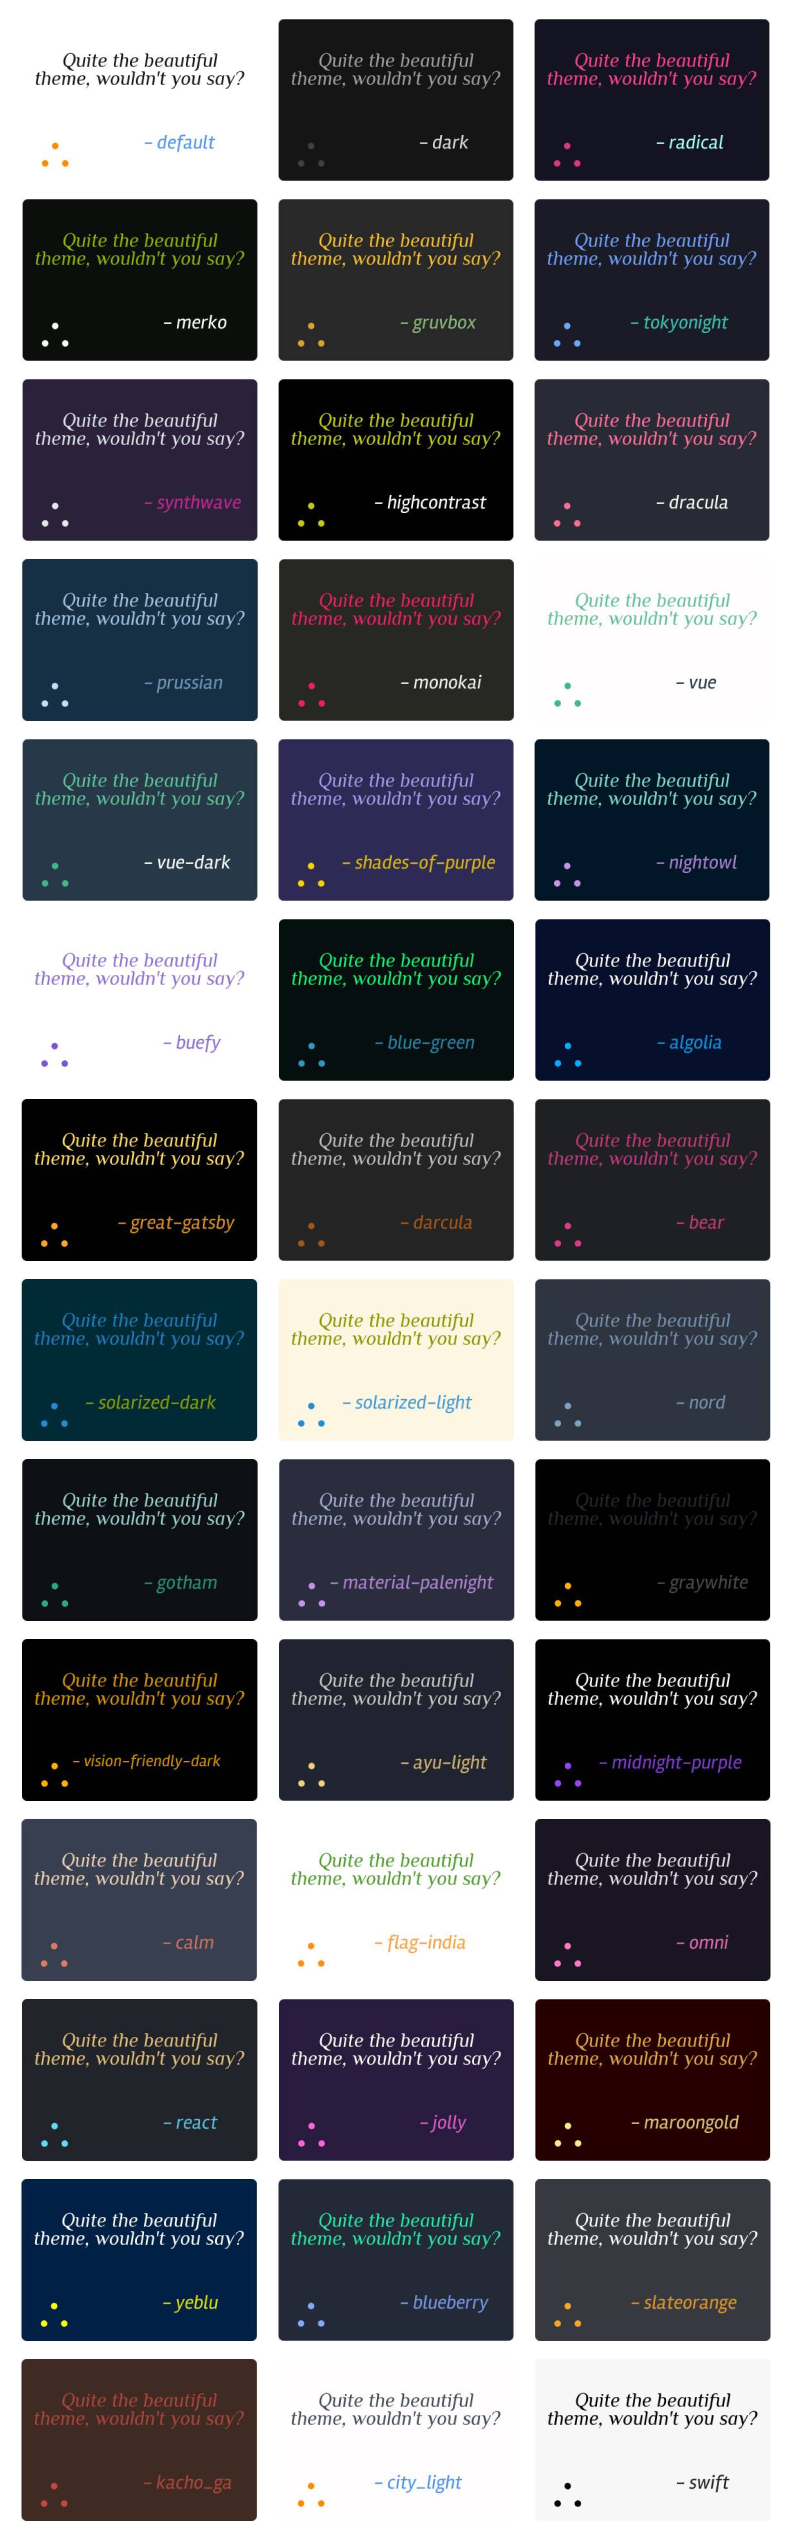 Quite the beautiful
theme, wouldn't you say?
– default
Quite the beautiful
theme, wouldn't you say?
– dark
Quite the beautiful
theme, wouldn't you say?
– radical
Quite the beautiful
theme, wouldn't you say?
– merko
Quite the beautiful
theme, wouldn't you say?
– gruvbox
Quite the beautiful
theme, wouldn't you say?
– tokyonight
Quite the beautiful
theme, wouldn't you say?
– synthwave
Quite the beautiful
theme, wouldn't you say?
– highcontrast
Quite the beautiful
theme, wouldn't you say?
– dracula
Quite the beautiful
theme, wouldn't you say?
– prussian
Quite the beautiful
theme, wouldn't you say?
– monokai
Quite the beautiful
theme, wouldn't you say?
– vue
Quite the beautiful
theme, wouldn't you say?
– vue-dark
Quite the beautiful
theme, wouldn't you say?
– shades-of-purple
Quite the beautiful
theme, wouldn't you say?
– nightowl
Quite the beautiful
theme, wouldn't you say?
– buefy
Quite the beautiful
theme, wouldn't you say?
– blue-green
Quite the beautiful
theme, wouldn't you say?
– algolia
Quite the beautiful
theme, wouldn't you say?
– great-gatsby
Quite the beautiful
theme, wouldn't you say?
– darcula
Quite the beautiful
theme, wouldn't you say?
– bear
Quite the beautiful
theme, wouldn't you say?
– solarized-dark
Quite the beautiful
theme, wouldn't you say?
– solarized-light
Quite the beautiful
theme, wouldn't you say?
– nord
Quite the beautiful
theme, wouldn't you say?
– gotham
Quite the beautiful
theme, wouldn't you say?
– material-palenight
Quite the beautiful
theme, wouldn't you say?
– graywhite
Quite the beautiful
theme, wouldn't you say?
– vision-friendly-dark
Quite the beautiful
theme, wouldn't you say?
– ayu-light
Quite the beautiful
theme, wouldn't you say?
– midnight-purple
Quite the beautiful
theme, wouldn't you say?
– calm
Quite the beautiful
theme, wouldn't you say?
– flag-india
Quite the beautiful
theme, wouldn't you say?
– omni
Quite the beautiful
theme, wouldn't you say?
– react
Quite the beautiful
theme, wouldn't you say?
– jolly
Quite the beautiful
theme, wouldn't you say?
– maroongold
Quite the beautiful
theme, wouldn't you say?
– yeblu
Quite the beautiful
theme, wouldn't you say?
– blueberry
Quite the beautiful
theme, wouldn't you say?
– slateorange
Quite the beautiful
theme, wouldn't you say?
– kacho_ga
Quite the beautiful
theme, wouldn't you say?
– city_light
Quite the beautiful
theme, wouldn't you say?
– swift